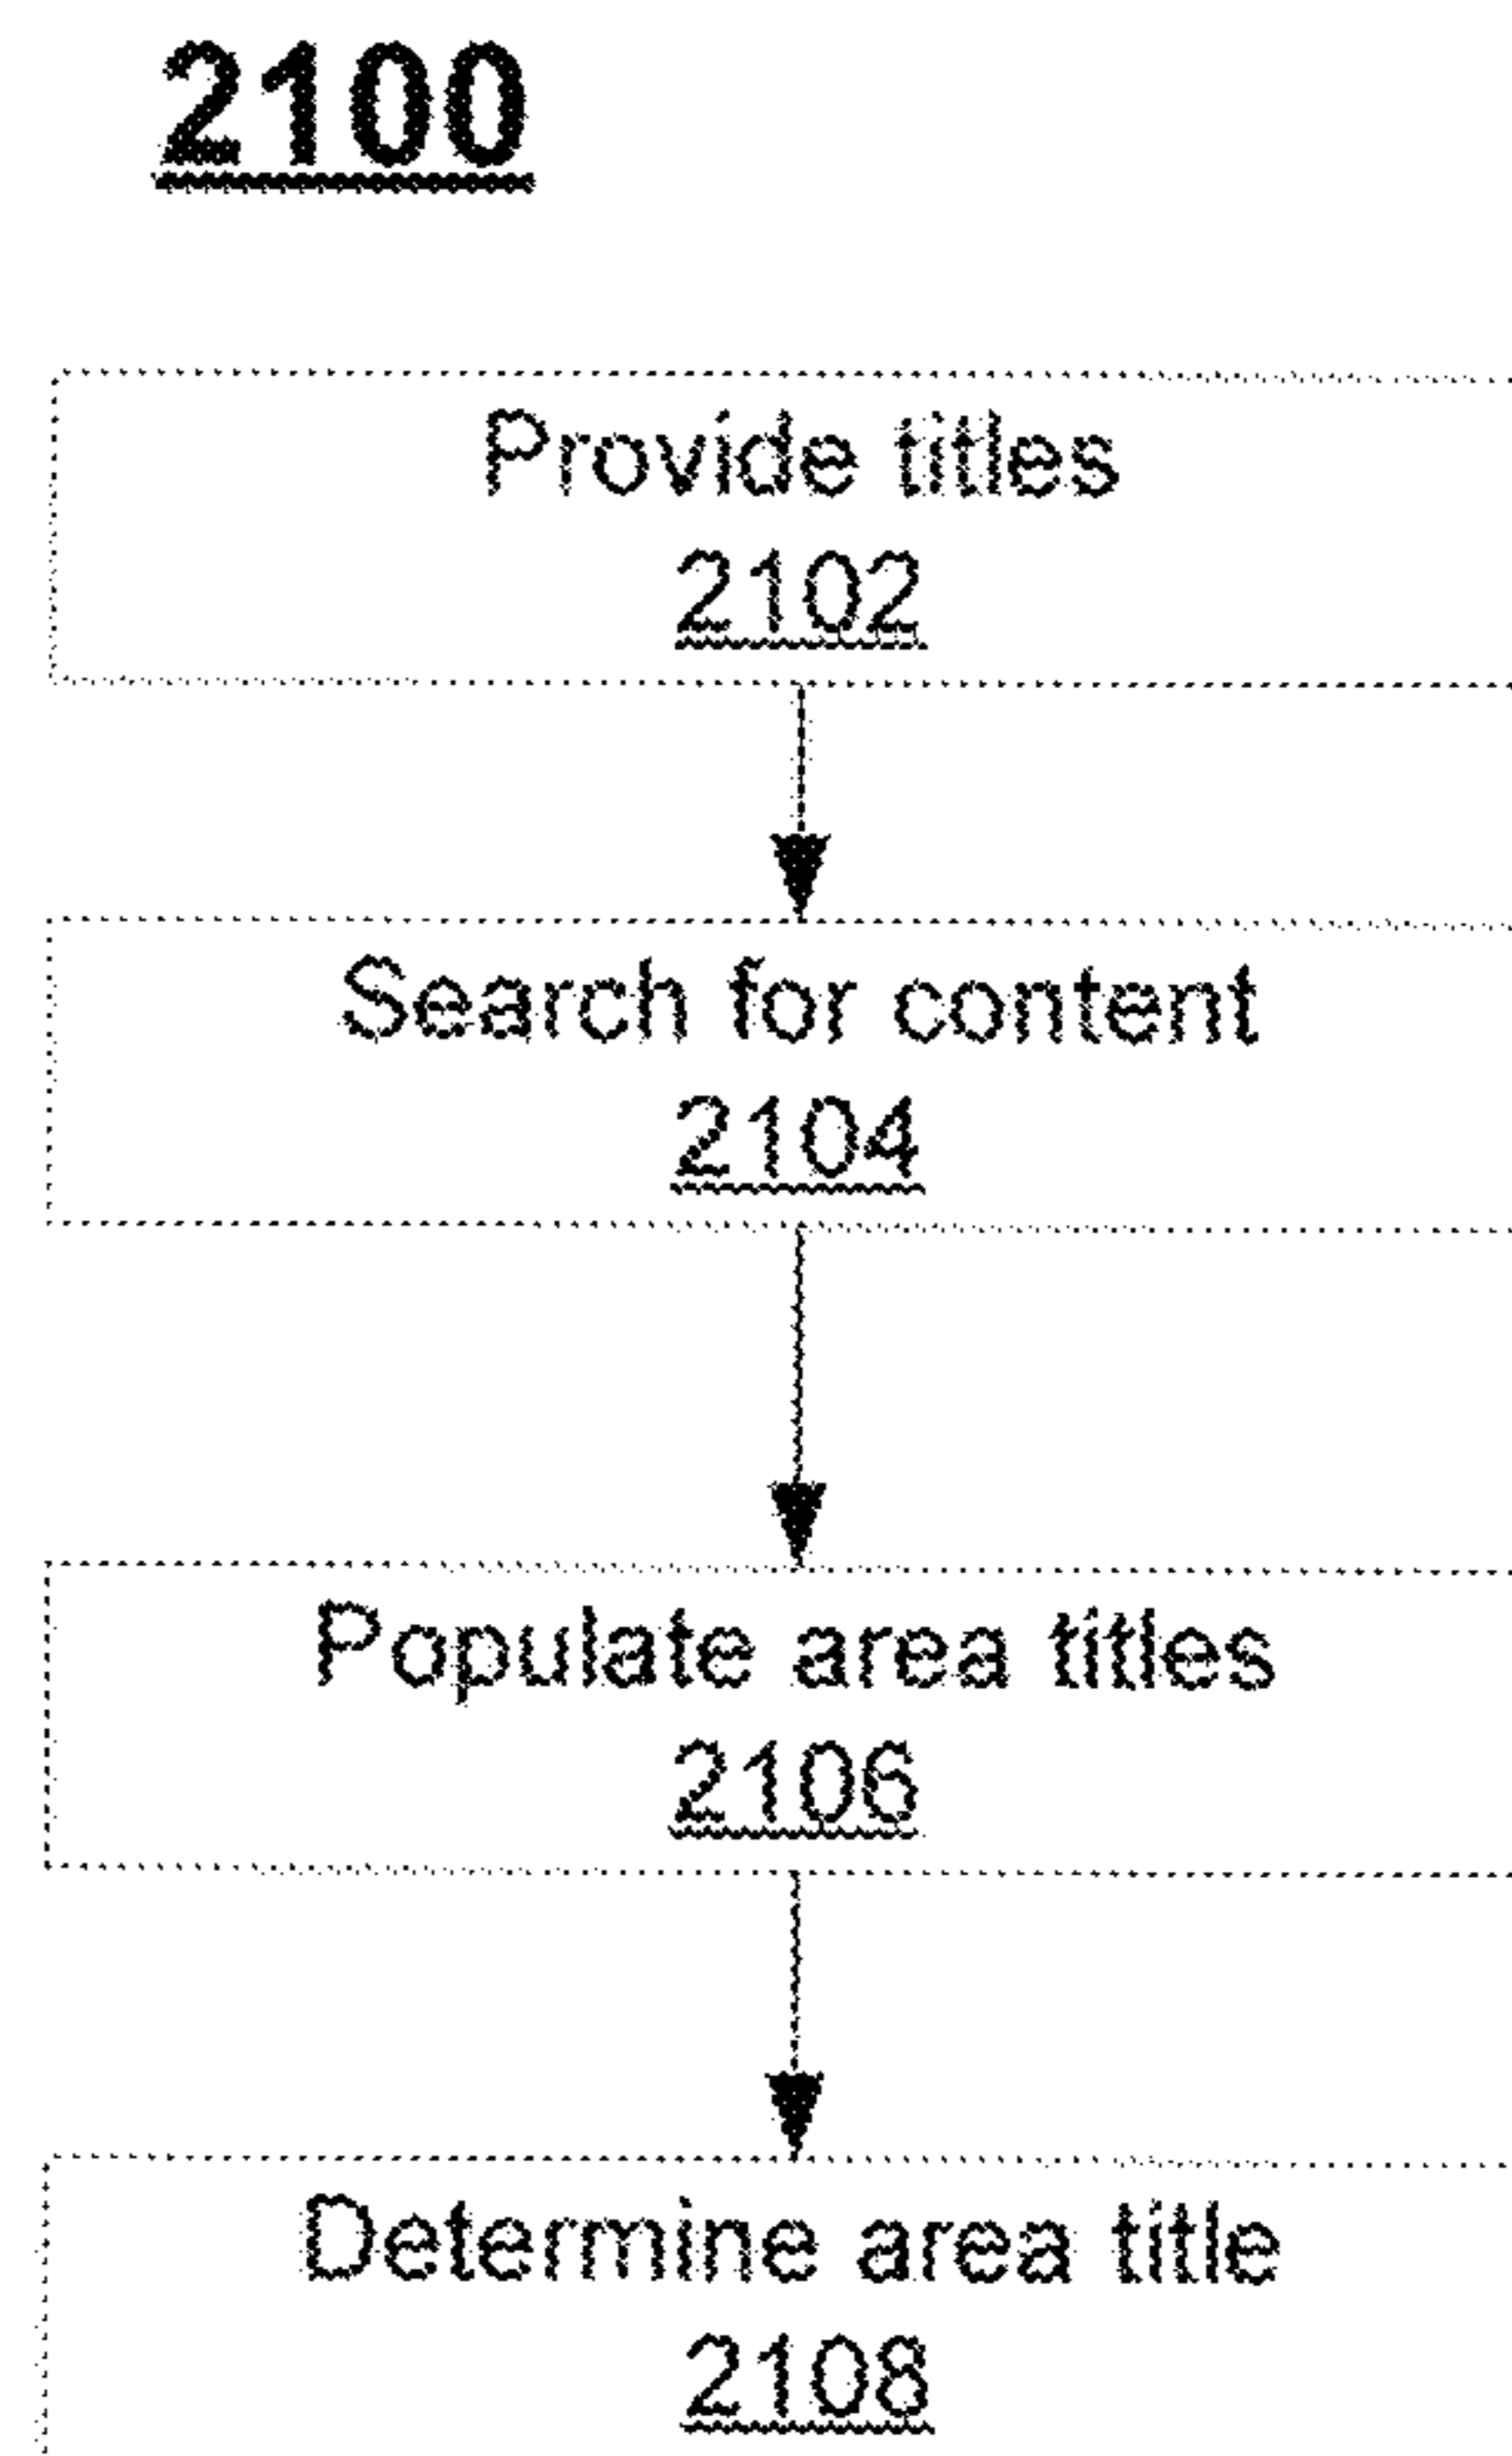 2100
Provide titles
2102
Search for content
2104
Populate area titles
2106
Determine area title
2108